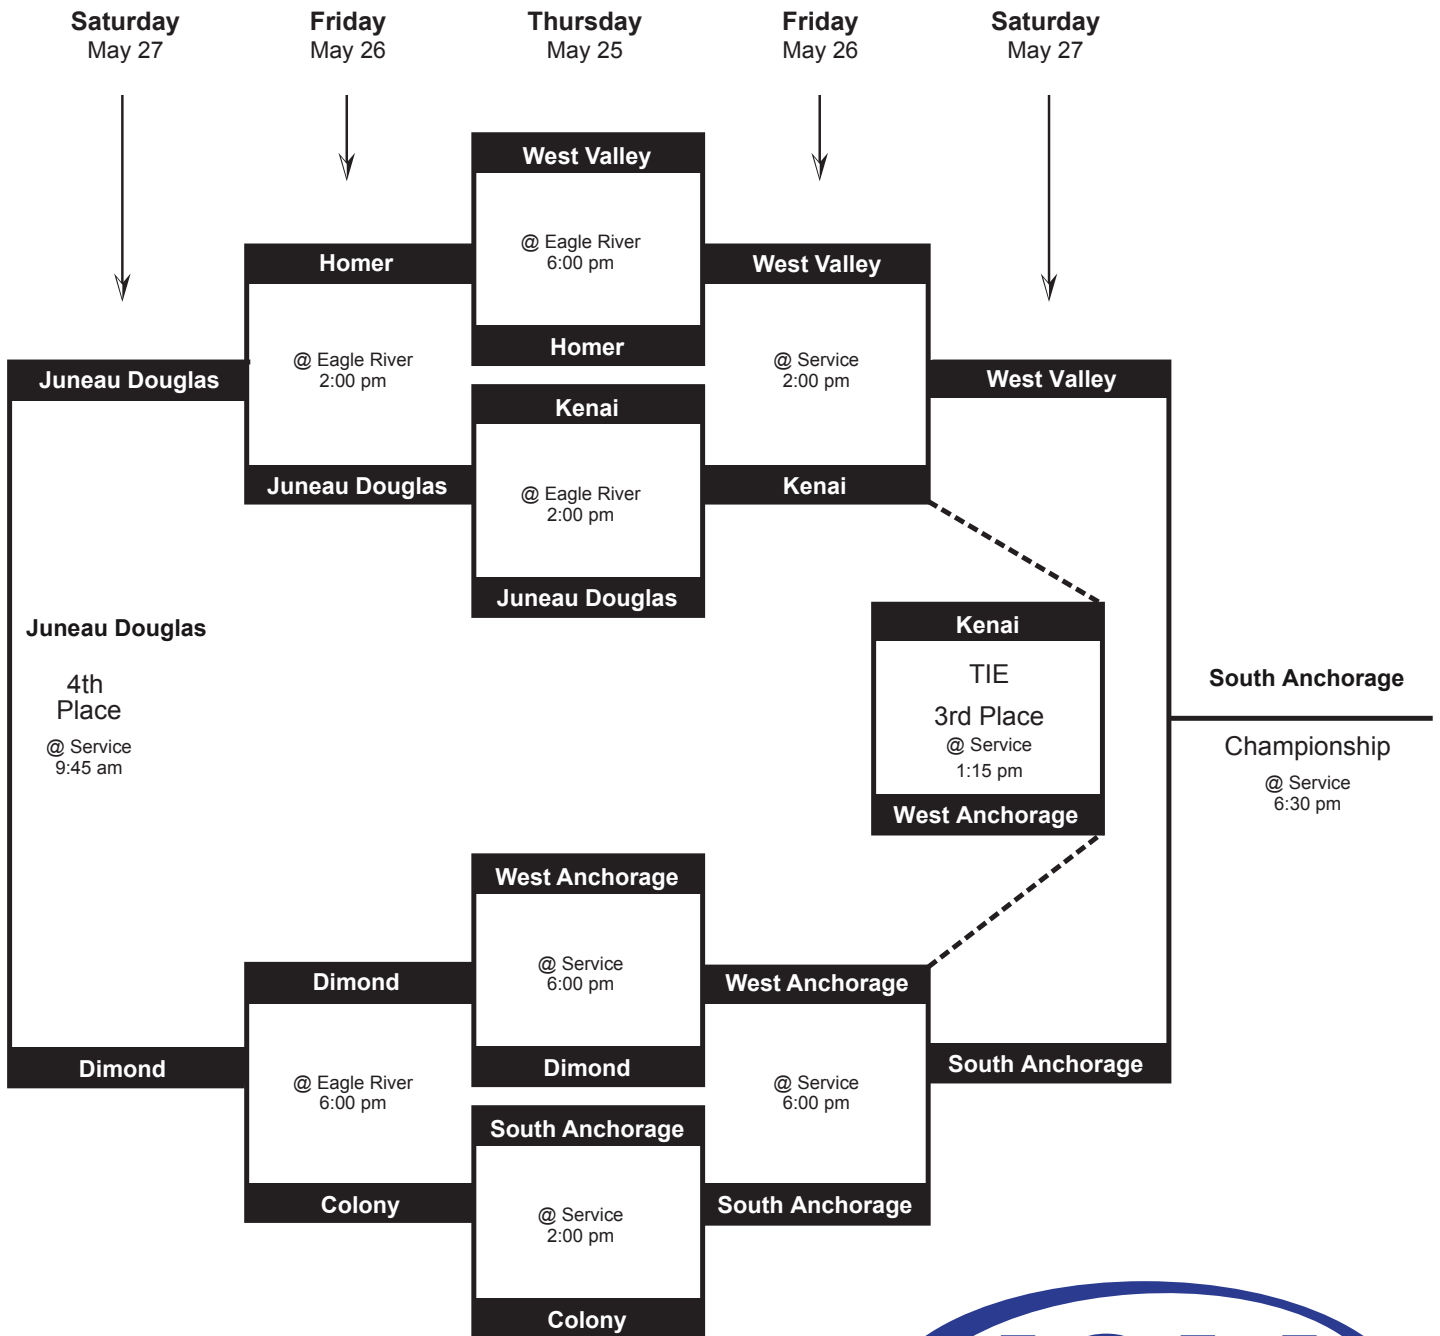 Saturday
May 27
Friday
May 26
Thursday
May 25
Friday
May 26
Saturday
May 27
West Valley
@ Eagle River
6:00 pm
Homer
Homer
@ Eagle River
2:00 pm
Juneau Douglas
West Valley
@ Service
2:00 pm
Kenai
Juneau Douglas
West Valley
Kenai
@ Eagle River
2:00 pm
Juneau Douglas
Juneau Douglas
4th
Place
@ Service
9:45 am
Kenai
TIE
3rd Place
@ Service
1:15 pm
West Anchorage
South Anchorage
Championship
@ Service
6:30 pm
West Anchorage
@ Service
6:00 pm
Dimond
Dimond
@ Eagle River
6:00 pm
Colony
West Anchorage
@ Service
6:00 pm
South Anchorage
Dimond
South Anchorage
South Anchorage
@ Service
2:00 pm
Colony